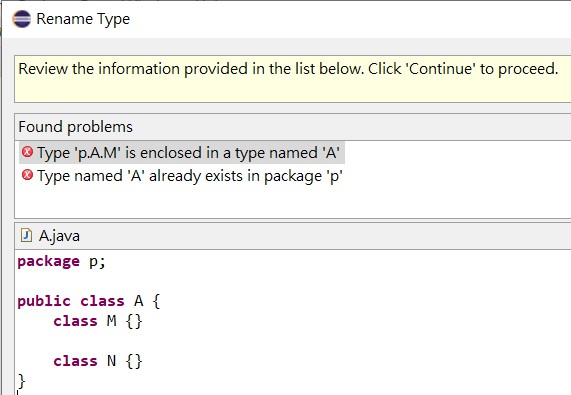 Rename Type
Review the information provided in the list below. Click 'Continue' to proceed.
Found problems
Type 'p.A.M' is enclosed in a type named 'A'
Type named 'A' already exists in package 'p'
A.java
package p;
public class A {
    class M {}
    class N {}
}